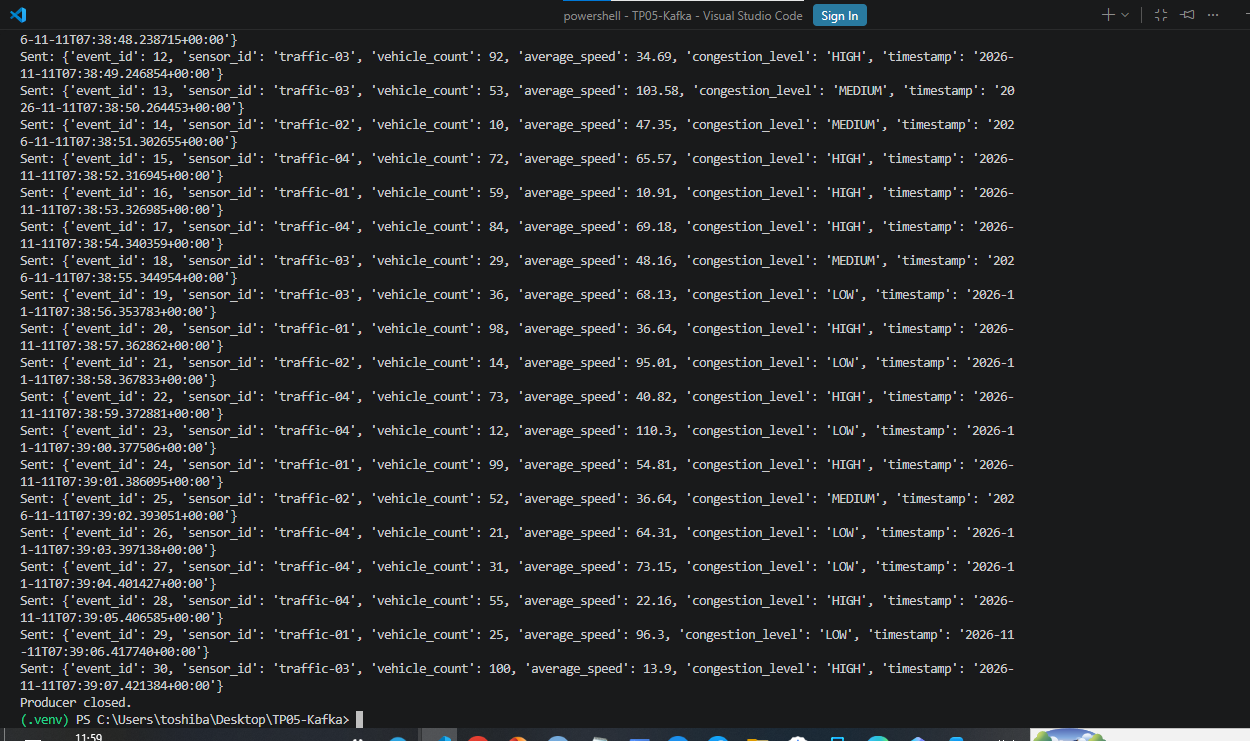 powershell - TP05-Kafka - Visual Studio Code
Sign In
6-11-11T07:38:48.238715+00:00'}
Sent: {'event_id': 12, 'sensor_id': 'traffic-03', 'vehicle_count': 92, 'average_speed': 34.69, 'congestion_level': 'HIGH', 'timestamp': '2026-
11-11T07:38:49.246854+00:00'}
Sent: {'event_id': 13, 'sensor_id': 'traffic-03', 'vehicle_count': 53, 'average_speed': 103.58, 'congestion_level': 'MEDIUM', 'timestamp': '20
26-11-11T07:38:50.264453+00:00'}
Sent: {'event_id': 14, 'sensor_id': 'traffic-02', 'vehicle_count': 10, 'average_speed': 47.35, 'congestion_level': 'MEDIUM', 'timestamp': '202
6-11-11T07:38:51.302655+00:00'}
Sent: {'event_id': 15, 'sensor_id': 'traffic-04', 'vehicle_count': 72, 'average_speed': 65.57, 'congestion_level': 'HIGH', 'timestamp': '2026-
11-11T07:38:52.316945+00:00'}
Sent: {'event_id': 16, 'sensor_id': 'traffic-01', 'vehicle_count': 59, 'average_speed': 10.91, 'congestion_level': 'HIGH', 'timestamp': '2026-
11-11T07:38:53.326985+00:00'}
Sent: {'event_id': 17, 'sensor_id': 'traffic-04', 'vehicle_count': 84, 'average_speed': 69.18, 'congestion_level': 'HIGH', 'timestamp': '2026-
11-11T07:38:54.340359+00:00'}
Sent: {'event_id': 18, 'sensor_id': 'traffic-03', 'vehicle_count': 29, 'average_speed': 48.16, 'congestion_level': 'MEDIUM', 'timestamp': '202
6-11-11T07:38:55.344954+00:00'}
Sent: {'event_id': 19, 'sensor_id': 'traffic-03', 'vehicle_count': 36, 'average_speed': 68.13, 'congestion_level': 'LOW', 'timestamp': '2026-1
1-11T07:38:56.353783+00:00'}
Sent: {'event_id': 20, 'sensor_id': 'traffic-01', 'vehicle_count': 98, 'average_speed': 36.64, 'congestion_level': 'HIGH', 'timestamp': '2026-
11-11T07:38:57.362862+00:00'}
Sent: {'event_id': 21, 'sensor_id': 'traffic-02', 'vehicle_count': 14, 'average_speed': 95.01, 'congestion_level': 'LOW', 'timestamp': '2026-1
1-11T07:38:58.367833+00:00'}
Sent: {'event_id': 22, 'sensor_id': 'traffic-04', 'vehicle_count': 73, 'average_speed': 40.82, 'congestion_level': 'HIGH', 'timestamp': '2026-
11-11T07:38:59.372881+00:00'}
Sent: {'event_id': 23, 'sensor_id': 'traffic-04', 'vehicle_count': 12, 'average_speed': 110.3, 'congestion_level': 'LOW', 'timestamp': '2026-1
1-11T07:39:00.377506+00:00'}
Sent: {'event_id': 24, 'sensor_id': 'traffic-01', 'vehicle_count': 99, 'average_speed': 54.81, 'congestion_level': 'HIGH', 'timestamp': '2026-
11-11T07:39:01.386095+00:00'}
Sent: {'event_id': 25, 'sensor_id': 'traffic-02', 'vehicle_count': 52, 'average_speed': 36.64, 'congestion_level': 'MEDIUM', 'timestamp': '202
6-11-11T07:39:02.393051+00:00'}
Sent: {'event_id': 26, 'sensor_id': 'traffic-04', 'vehicle_count': 21, 'average_speed': 64.31, 'congestion_level': 'LOW', 'timestamp': '2026-1
1-11T07:39:03.397138+00:00'}
Sent: {'event_id': 27, 'sensor_id': 'traffic-04', 'vehicle_count': 31, 'average_speed': 73.15, 'congestion_level': 'LOW', 'timestamp': '2026-1
1-11T07:39:04.401427+00:00'}
Sent: {'event_id': 28, 'sensor_id': 'traffic-04', 'vehicle_count': 55, 'average_speed': 22.16, 'congestion_level': 'HIGH', 'timestamp': '2026-
11-11T07:39:05.406585+00:00'}
Sent: {'event_id': 29, 'sensor_id': 'traffic-01', 'vehicle_count': 25, 'average_speed': 96.3, 'congestion_level': 'LOW', 'timestamp': '2026-11
-11T07:39:06.417740+00:00'}
Sent: {'event_id': 30, 'sensor_id': 'traffic-03', 'vehicle_count': 100, 'average_speed': 13.9, 'congestion_level': 'HIGH', 'timestamp': '2026-
11-11T07:39:07.421384+00:00'}
Producer closed.
(.venv) PS C:\Users\toshiba\Desktop\TP05-Kafka>
11:59